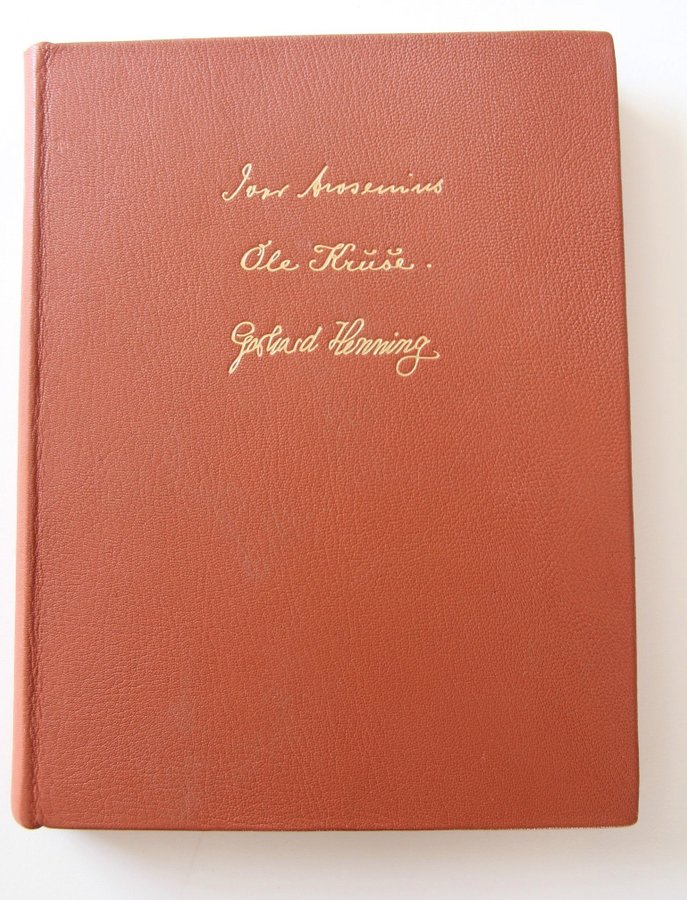 Ivar Arosenius
Ole Kruse.
Gerhard Henning